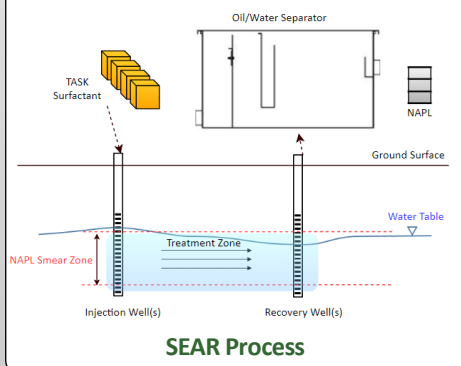 Oil/Water Separator
TASK
Surfactant
NAPL
Ground Surface
Water Table
Treatment Zone
NAPL Smear Zone
Injection Well(s)
Recovery Well(s)
SEAR Process